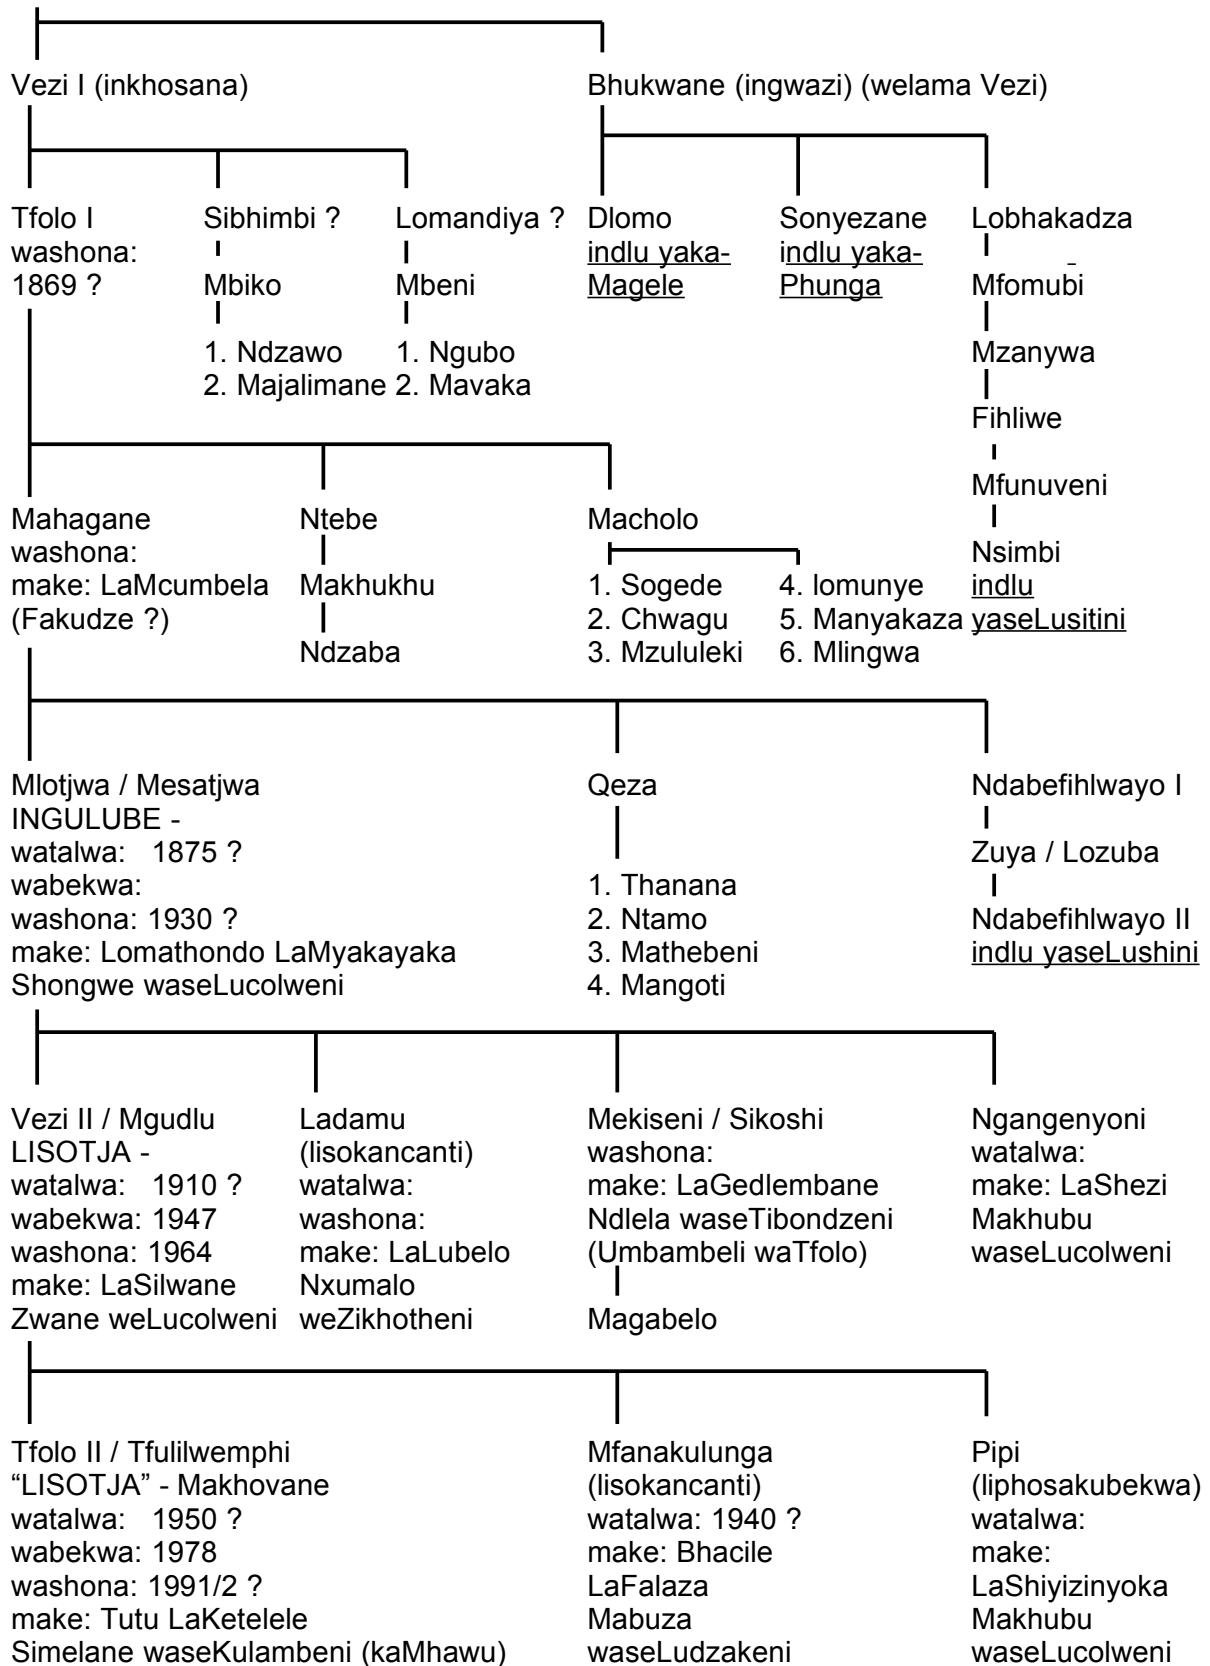 Vezi I (inkhosana)
Bhukwane (ingwazi) (welama Vezi)
Tfolo I
washona:
1869 ?
Sibhimbi ?
Mbiko
1. Ndzawo
2. Majalimane
Lomandiya ?
Mbeni
1. Ngubo
2. Mavaka
Dlomo
indlu yaka-
Magele
Sonyezane
indlu yaka-
Phunga
Lobhakadza
Mfomubi
Mzanywa
Fihliwe
Mfunuveni
Nsimbi
indlu
yaseLusitini
Mahagane
washona:
make: LaMcumbela
(Fakudze ?)
Ntebe
Makhukhu
Ndzaba
Macholo
1. Sogede
2. Chwagu
3. Mzululeki
4. lomunye
5. Manyakaza
6. Mlingwa
Mlotjwa / Mesatjwa
INGULUBE -
watalwa: 1875 ?
wabekwa:
washona: 1930 ?
make: Lomathondo LaMyakayaka
Shongwe waseLucolweni
Qeza
1. Thanana
2. Ntamo
3. Mathebeni
4. Mangoti
Ndabefihlwayo I
Zuya / Lozuba
Ndabefihlwayo II
indlu yaseLushini
Vezi II / Mgudlu
LISOTJA -
watalwa: 1910 ?
wabekwa: 1947
washona: 1964
make: LaSilwane
Zwane weLucolweni
Ladamu
(lisokancanti)
watalwa:
washona:
make: LaLubelo
Nxumalo
weZikhotheni
Mekiseni / Sikoshi
washona:
make: LaGedlembane
Ndlela waseTibondzeni
(Umbambeli waTfolo)
Magabelo
Ngangenyoni
watalwa:
make: LaShezi
Makhubu
waseLucolweni
Tfolo II / Tfulilwemphi
“LISOTJA” - Makhovane
watalwa: 1950 ?
wabekwa: 1978
washona: 1991/2 ?
make: Tutu LaKetelele
Simelane waseKulambeni (kaMhawu)
Mfanakulunga
(lisokancanti)
watalwa: 1940 ?
make: Bhacile
LaFalaza
Mabuza
waseLudzakeni
Pipi
(liphosakubekwa)
watalwa:
make:
LaShiyizinyoka
Makhubu
waseLucolweni